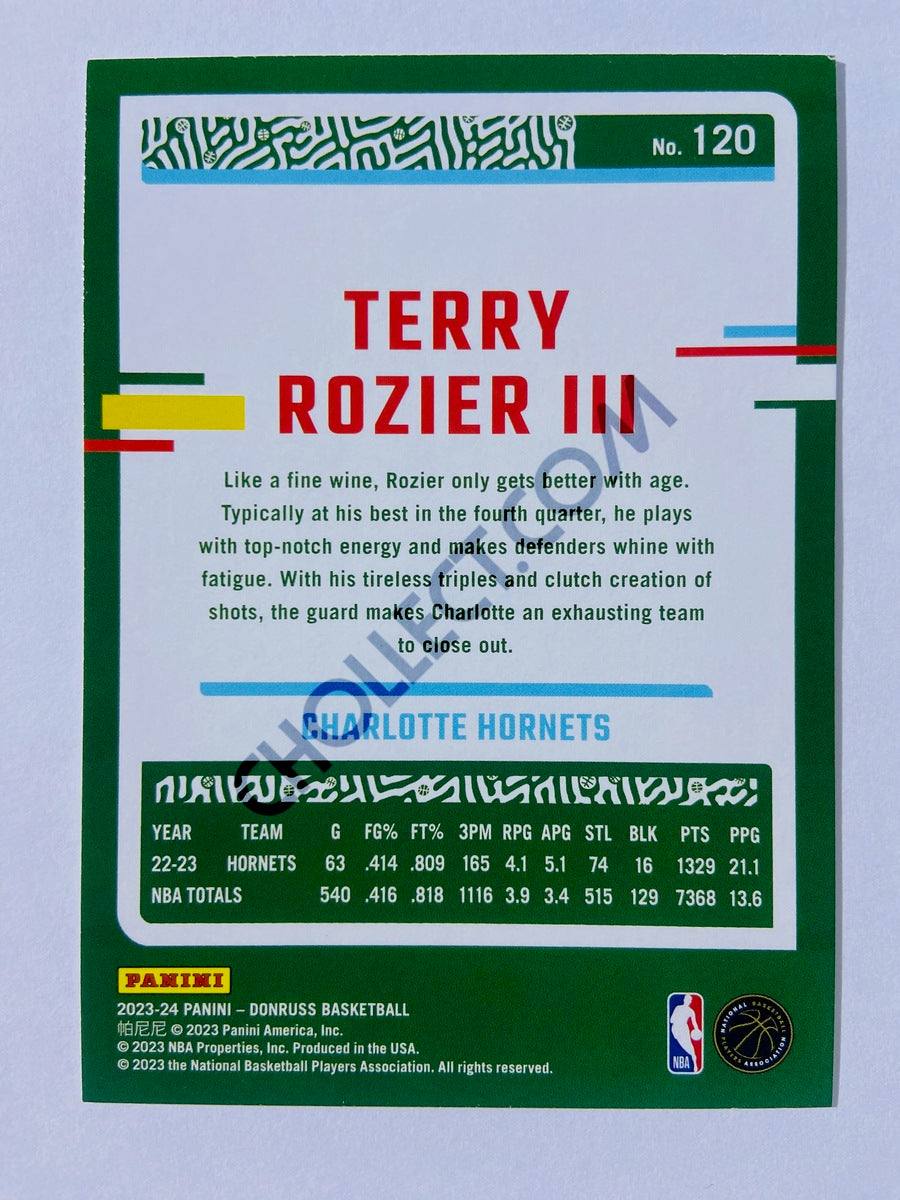 No. 120
TERRY
ROZIER III
Like a fine wine, Rozier only gets better with age.
Typically at his best in the fourth quarter, he plays
with top-notch energy and makes defenders whine with
fatigue. With his tireless triples and clutch creation of
shots, the guard makes Charlotte an exhausting team
to close out.
CHARLOTTE HORNETS
CHOLLECT.COM
YEAR TEAM G FG% FT% 3PM RPG APG STL BLK PTS PPG
22-23 HORNETS 63 .414 .809 165 4.1 5.1 74 16 1329 21.1
NBA TOTALS 540 .416 .818 1116 3.9 3.4 515 129 7368 13.6
PANINI
2023-24 PANINI – DONRUSS BASKETBALL
帕尼尼 © 2023 Panini America, Inc.
© 2023 NBA Properties, Inc. Produced in the USA.
© 2023 the National Basketball Players Association. All rights reserved.
NBA
NATIONAL BASKETBALL PLAYERS ASSOCIATION